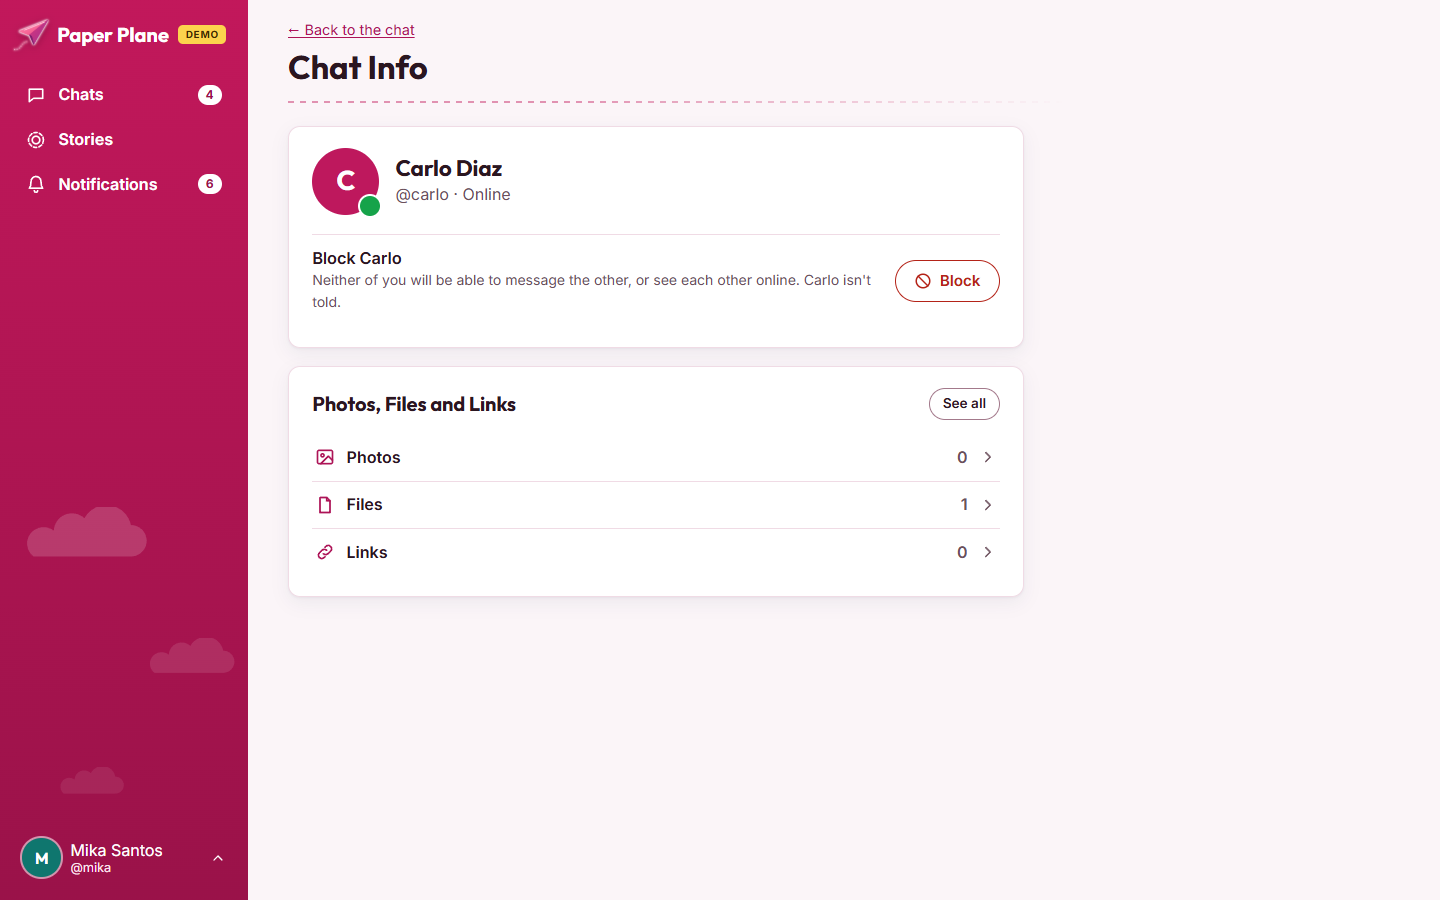 Paper Plane DEMO
Chats 4
Stories
Notifications 6
Mika Santos
@mika
M
← Back to the chat
Chat Info
C
Carlo Diaz
@carlo · Online
Block Carlo
Neither of you will be able to message the other, or see each other online. Carlo isn't
told.
Block
Photos, Files and Links
See all
Photos 0
Files 1
Links 0